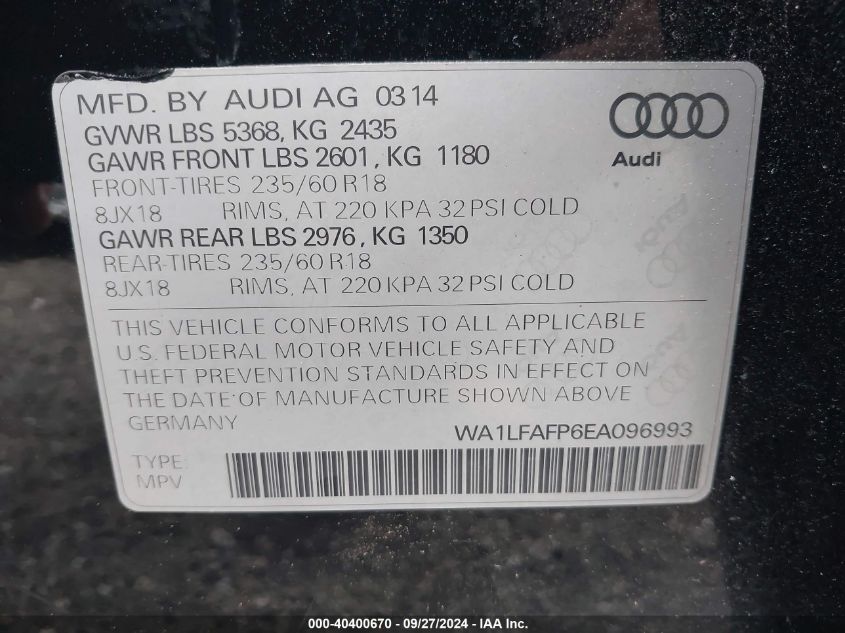 MFD. BY AUDI AG 03 14
GVWR LBS 5368, KG 2435
GAWR FRONT LBS 2601, KG 1180
FRONT-TIRES 235/60 R18
8JX18 RIMS, AT 220 KPA 32 PSI COLD
GAWR REAR LBS 2976, KG 1350
REAR-TIRES 235/60 R18
8JX18 RIMS, AT 220 KPA 32 PSI COLD
Audi
THIS VEHICLE CONFORMS TO ALL APPLICABLE
U.S. FEDERAL MOTOR VEHICLE SAFETY AND
THEFT PREVENTION STANDARDS IN EFFECT ON
THE DATE OF MANUFACTURE SHOWN ABOVE
GERMANY WA1LFAFP6EA096993
TYPE:
MPV
Audi
Audi
000-40400670 - 09/27/2024 - IAAI.com